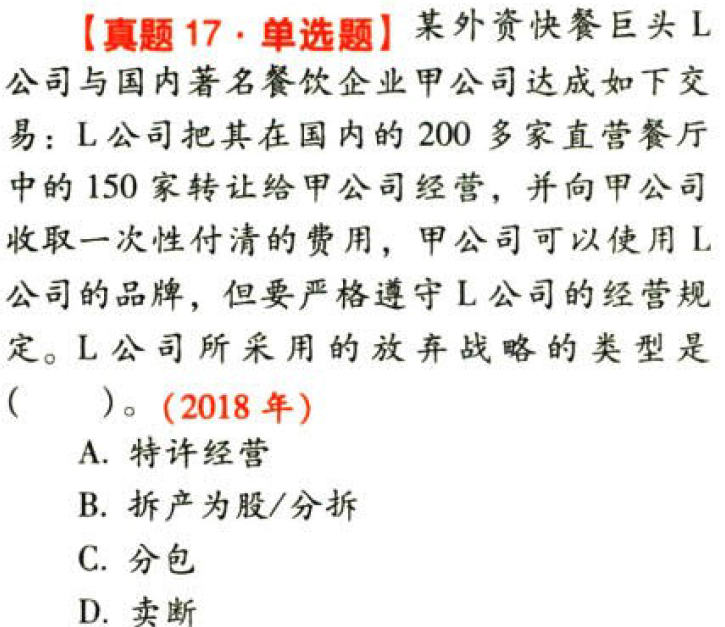 【真题 17·单选题】某外资快餐巨头 L
公司与国内著名餐饮企业甲公司达成如下交
易：L 公司把其在国内的 200 多家直营餐厅
中的 150 家转让给甲公司经营，并向甲公司
收取一次性付清的费用，甲公司可以使用 L
公司的品牌，但要严格遵守 L 公司的经营规
定。L 公司所采用的放弃战略的类型是
(　　)。(2018 年)
A. 特许经营
B. 拆产为股/分拆
C. 分包
D. 卖断